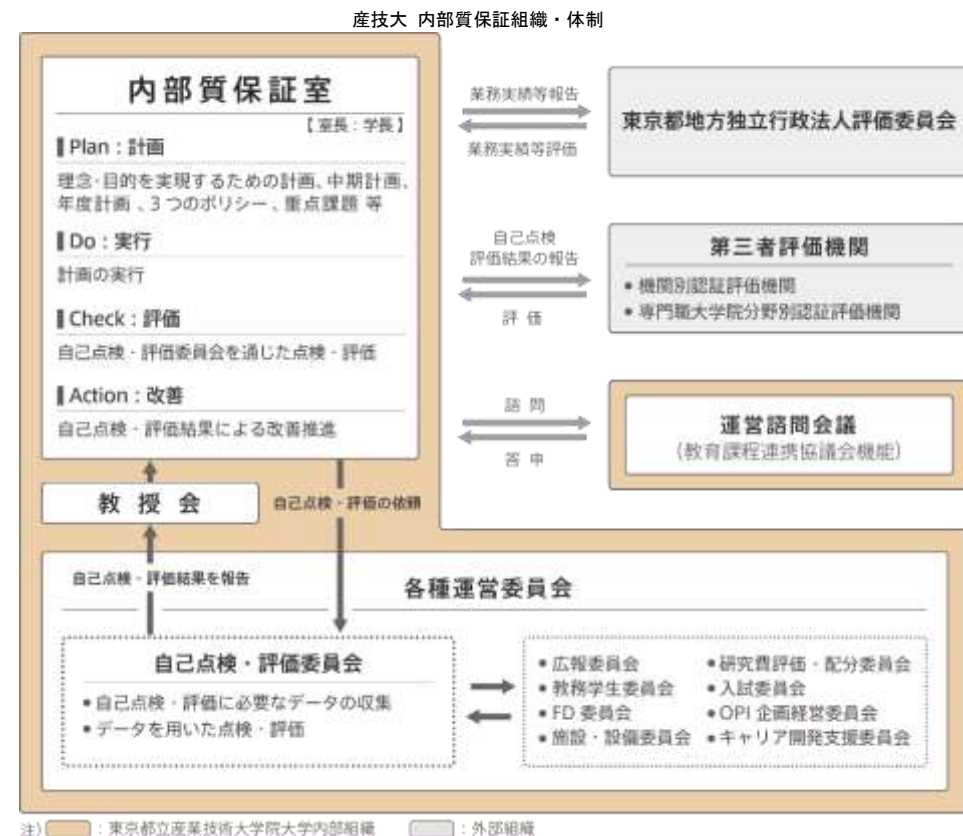 産技大 内部質保証組織・体制
内部質保証室
【 室長：学長 】
Plan：計画
理念・目的を実現するための計画、中期計画、
年度計画 、３つのポリシー 、重点課題 等
Do：実行
計画の実行
Check：評価
自己点検・評価委員会を通じた点検・評価
Action：改善
自己点検・評価結果による改善推進
業務実績等報告
業務実績等評価
東京都地方独立行政法人評価委員会
自己点検
評価結果の報告
評 価
第三者評価機関
• 機関別認証評価機関
• 専門職大学院分野別認証評価機関
諮 問
答 申
運営諮問会議
（教育課程連携協議会機能）
教 授 会
自己点検・評価の依頼
自己点検・評価結果を報告
各種運営委員会
自己点検・評価委員会
• 自己点検・評価に必要なデータの収集
• データを用いた点検・評価
• 広報委員会
• 教務学生委員会
• FD 委員会
• 施設・設備委員会
• 研究費評価・配分委員会
• 入試委員会
• OPI 企画経営委員会
• キャリア開発支援委員会
注） ：東京都立産業技術大学院大学内部組織 ：外部組織